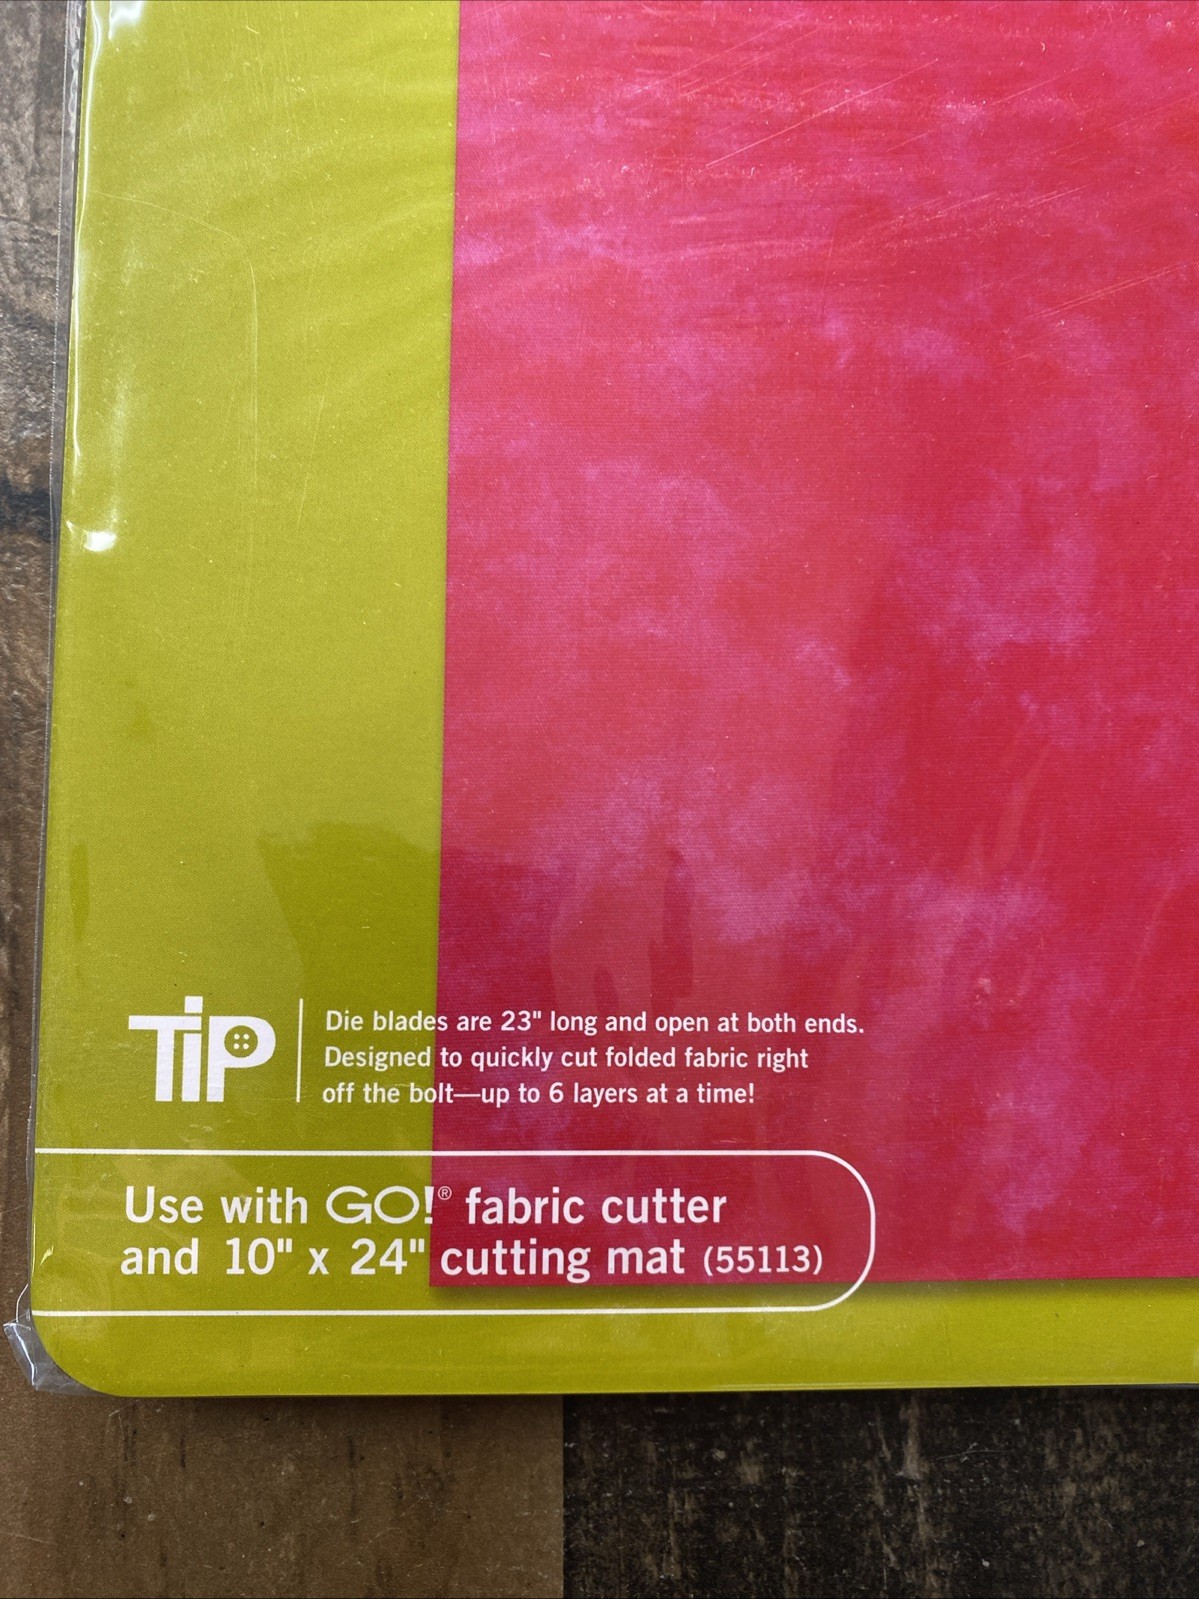 TiP
Die blades are 23" long and open at both ends.
Designed to quickly cut folded fabric right
off the bolt—up to 6 layers at a time!
Use with GO!® fabric cutter
and 10" x 24" cutting mat (55113)